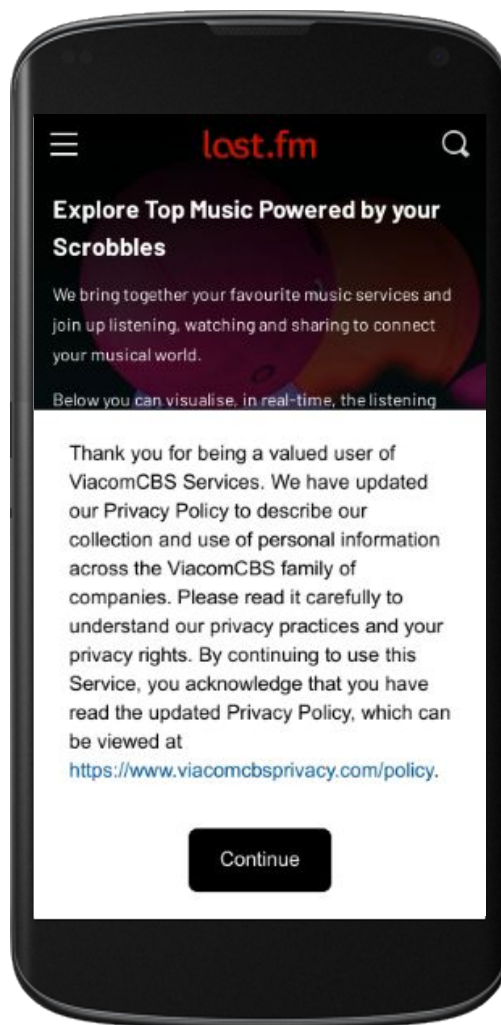 last.fm
Explore Top Music Powered by your
Scrobbles
We bring together your favourite music services and
join up listening, watching and sharing to connect
your musical world.
Below you can visualise, in real-time, the listening
Thank you for being a valued user of
ViacomCBS Services. We have updated
our Privacy Policy to describe our
collection and use of personal information
across the ViacomCBS family of
companies. Please read it carefully to
understand our privacy practices and your
privacy rights. By continuing to use this
Service, you acknowledge that you have
read the updated Privacy Policy, which can
be viewed at
https://www.viacomcbsprivacy.com/policy.
Continue